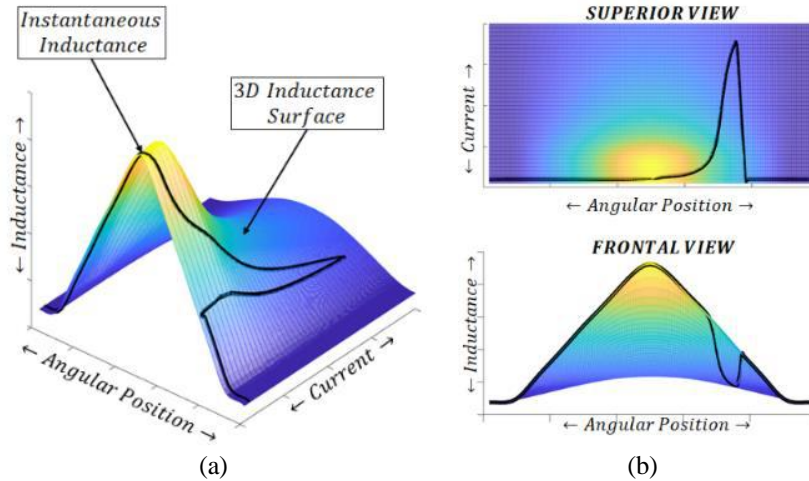 Instantaneous
Inductance
3D Inductance
Surface
← Inductance →
← Angular Position →
← Current →
(a)
SUPERIOR VIEW
← Current →
← Angular Position →
FRONTAL VIEW
← Inductance →
← Angular Position →
(b)